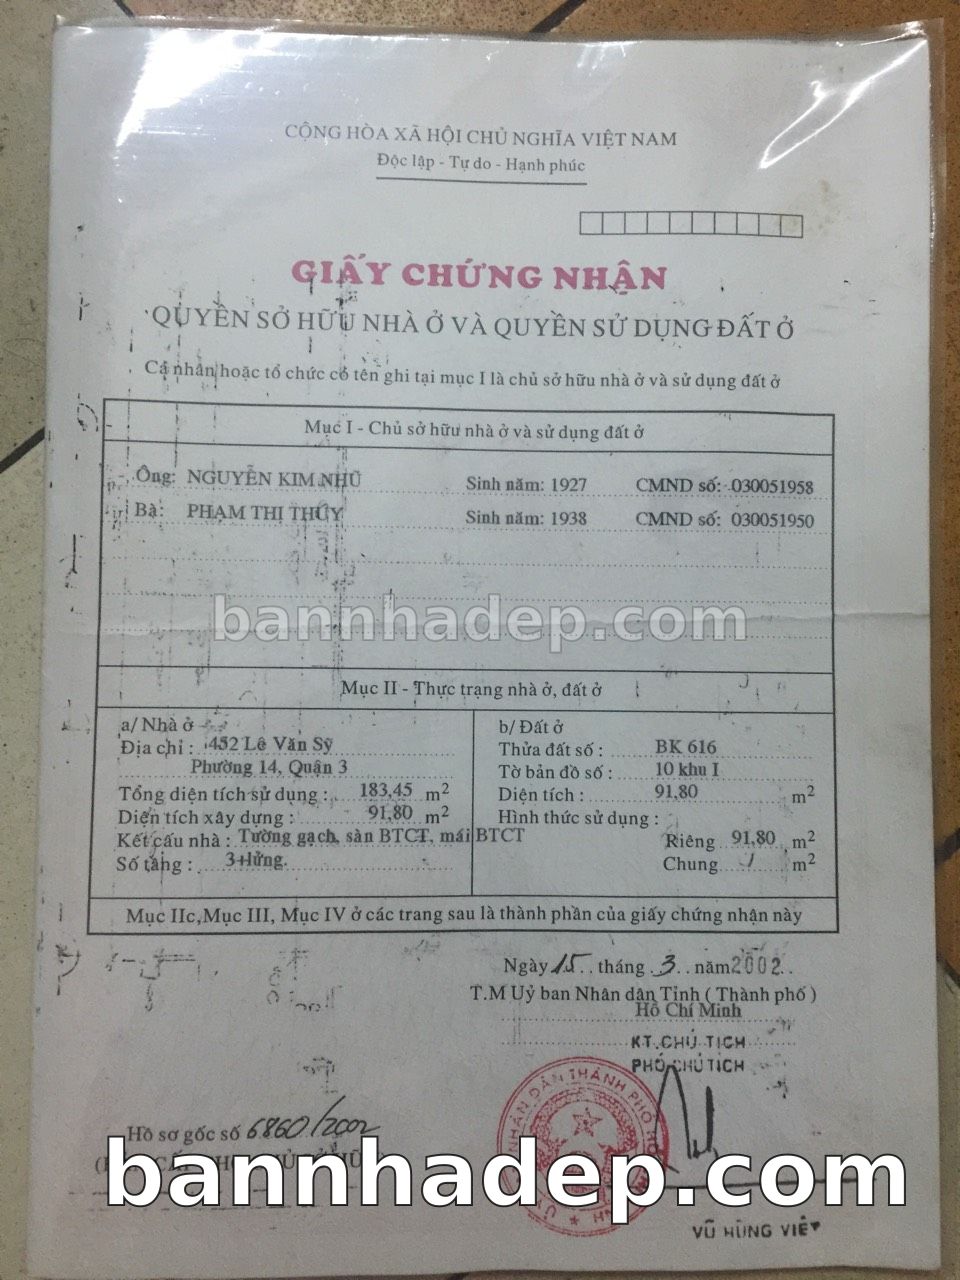 CỘNG HÒA XÃ HỘI CHỦ NGHĨA VIỆT NAM
Độc lập - Tự do - Hạnh phúc
GIẤY CHỨNG NHẬN
QUYỀN SỞ HỮU NHÀ Ở VÀ QUYỀN SỬ DỤNG ĐẤT Ở
Cá nhân hoặc tổ chức có tên ghi tại mục I là chủ sở hữu nhà ở và sử dụng đất ở
Mục I - Chủ sở hữu nhà ở và sử dụng đất ở
Ông: NGUYỄN KIM NHŨ Sinh năm: 1927 CMND số: 030051958
Bà: PHẠM THỊ THÚY Sinh năm: 1938 CMND số: 030051950
bannhadep.com
Mục II - Thực trạng nhà ở, đất ở
a/ Nhà ở
Địa chỉ : 452 Lê Văn Sỹ
Phường 14, Quận 3
Tổng diện tích sử dụng : 183,45 m2
Diện tích xây dựng : 91,80 m2
Kết cấu nhà : Tường gạch, sàn BTCT, mái BTCT
Số tầng : 3+lửng.
b/ Đất ở
Thửa đất số : BK 616
Tờ bản đồ số : 10 khu I
Diện tích : 91,80 m2
Hình thức sử dụng :
Riêng 91,80 m2
Chung / m2
Mục IIc, Mục III, Mục IV ở các trang sau là thành phần của giấy chứng nhận này
Ngày 15 tháng 3 năm 2002
T.M Uỷ ban Nhân dân Tỉnh ( Thành phố )
Hồ Chí Minh
KT.CHỦ TỊCH
PHÓ CHỦ TỊCH
NHÂN DÂN THÀNH PHỐ
Hồ sơ gốc số 6860/2002
bannhadep.com
VŨ HÙNG VIỆT